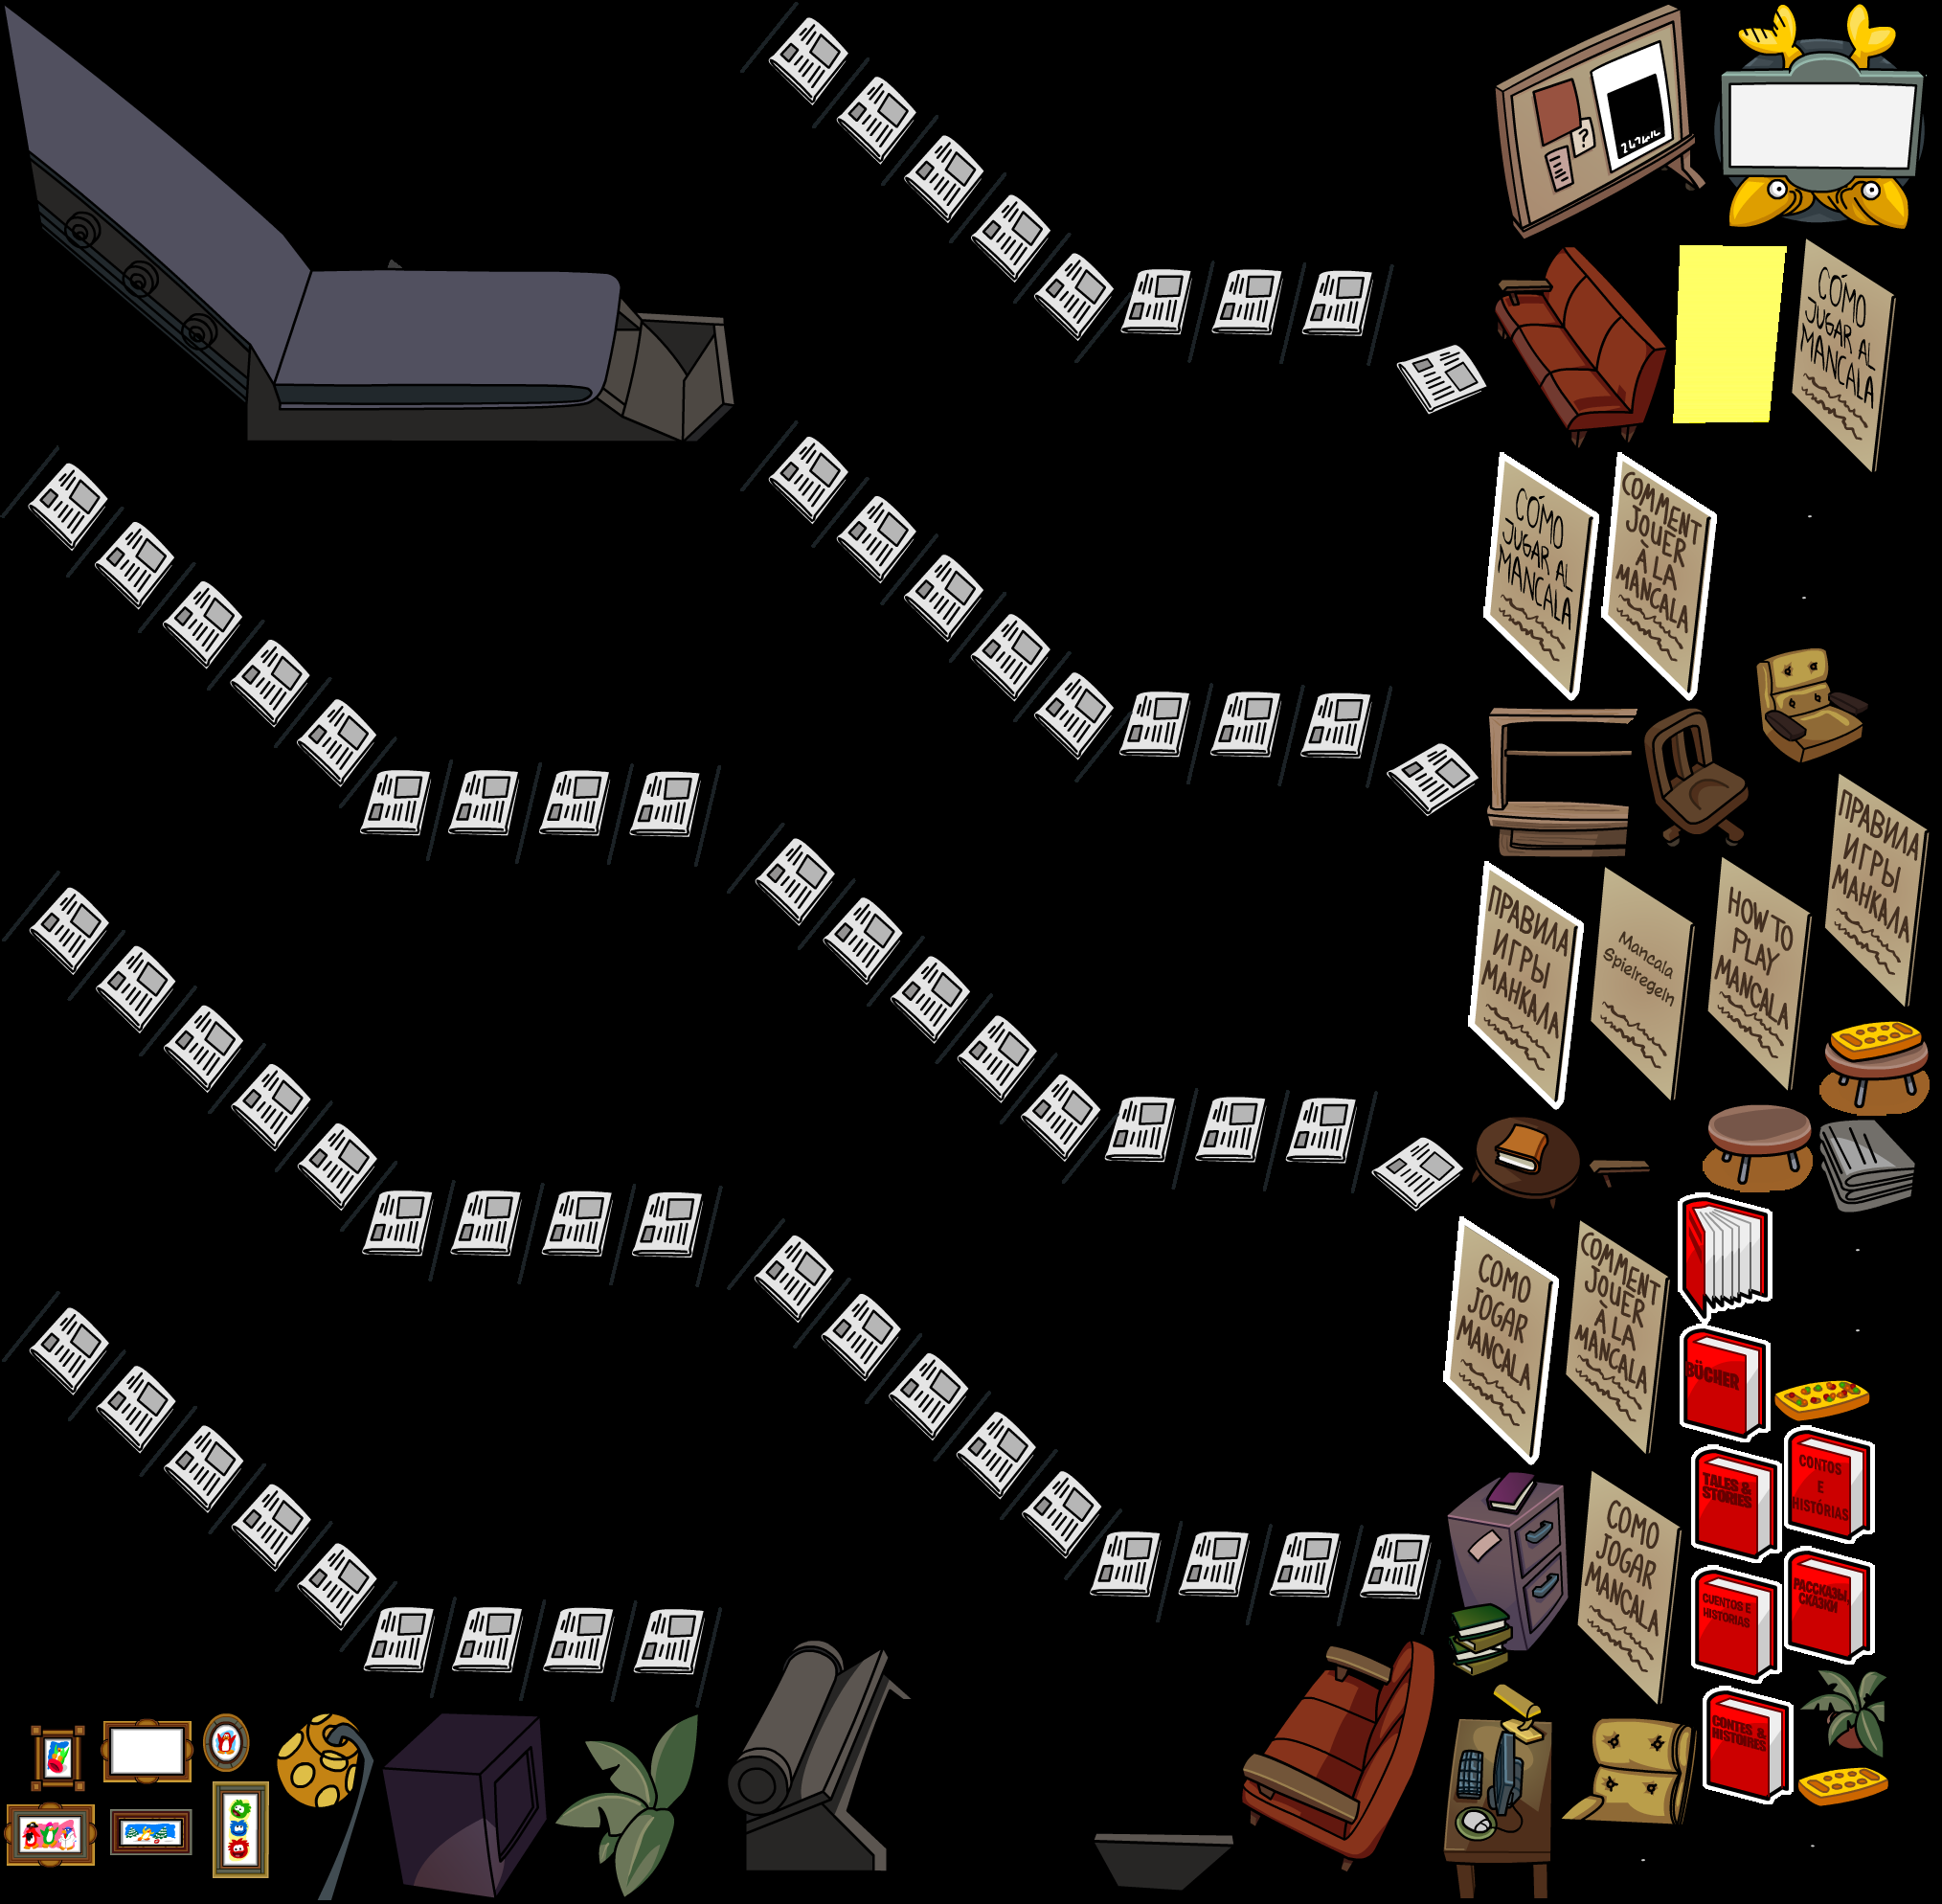 ?
CÓMO
JUGAR AL
MANCALA
CÓMO
JUGAR AL
MANCALA
COMMENT
JOUER
À LA
MANCALA
ПРАВИЛА
ИГРЫ
МАНКАЛА
ПРАВИЛА
ИГРЫ
МАНКАЛА
Mancala
Spielregeln
HOW TO
PLAY
MANCALA
COMO
JOGAR
MANCALA
COMMENT
JOUER
À LA
MANCALA
BÜCHER
TALES &
STORIES
CONTOS
E
HISTÓRIAS
COMO
JOGAR
MANCALA
CUENTOS E
HISTORIAS
РАССКАЗЫ,
СКАЗКИ
CONTES &
HISTOIRES